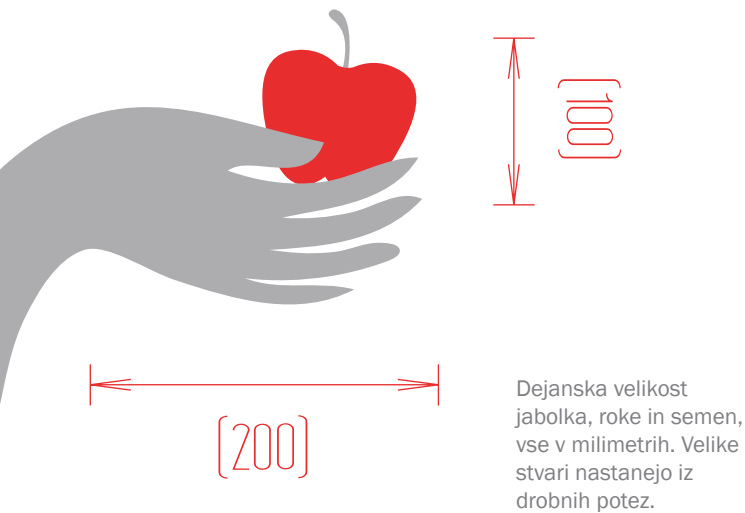 [100]
[200]
Dejanska velikost
jabolka, roke in semen,
vse v milimetrih. Velike
stvari nastanejo iz
drobnih potez.